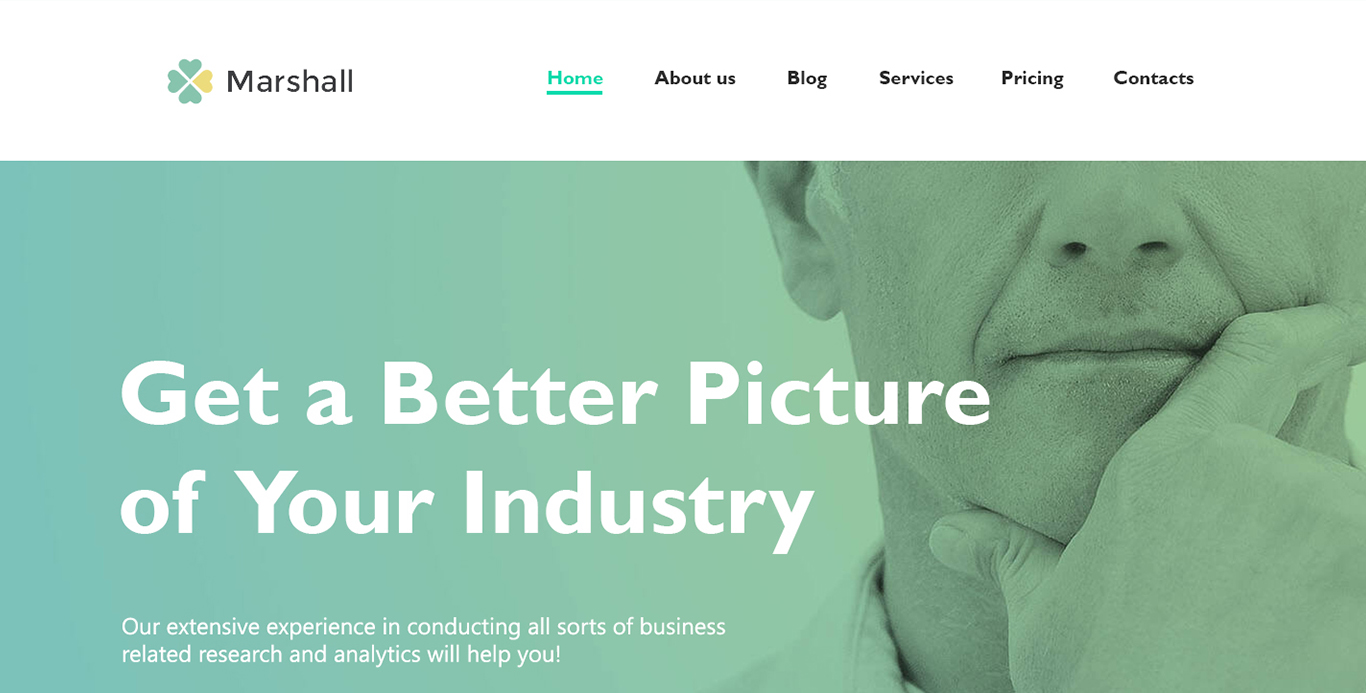 Marshall
Home About us Blog Services Pricing Contacts
Get a Better Picture
of Your Industry
Our extensive experience in conducting all sorts of business
related research and analytics will help you!